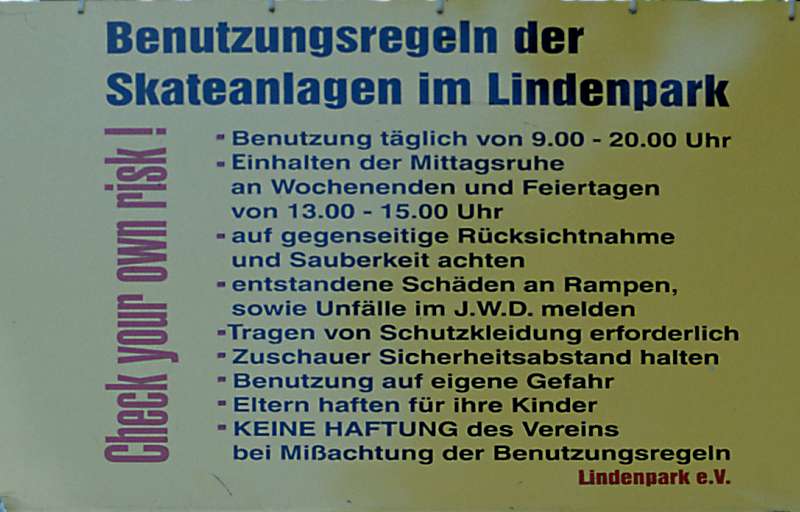 Benutzungsregeln der
Skateanlagen im Lindenpark
Check your own risk !
- Benutzung täglich von 9.00 - 20.00 Uhr
- Einhalten der Mittagsruhe
an Wochenenden und Feiertagen
von 13.00 - 15.00 Uhr
- auf gegenseitige Rücksichtnahme
und Sauberkeit achten
- entstandene Schäden an Rampen,
sowie Unfälle im J.W.D. melden
-Tragen von Schutzkleidung erforderlich
- Zuschauer Sicherheitsabstand halten
- Benutzung auf eigene Gefahr
- Eltern haften für ihre Kinder
- KEINE HAFTUNG des Vereins
bei Mißachtung der Benutzungsregeln
Lindenpark e.V.